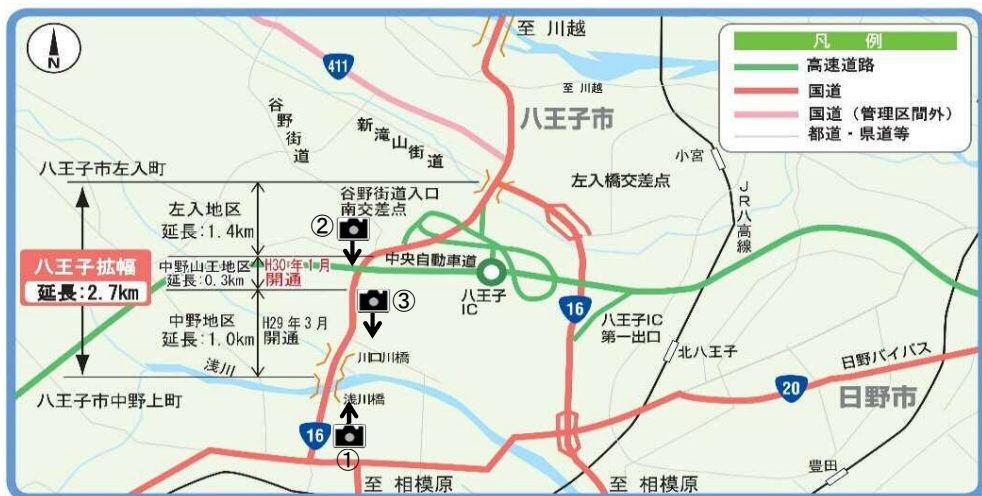 N
至 川越
凡 例
高速道路
国道
国道（管理区間外）
都道・県道等
411
至 川越
八王子市
谷野街道
新滝山街道
小宮
JR八高線
八王子市左入町
左入橋交差点
谷野街道入口
南交差点
左入地区
延長:1.4km
②
八王子拡幅
延長:2.7km
中野山王地区
延長:0.3km
H30年1月
開通
中央自動車道
八王子
IC
③
16
中野地区
延長:1.0km
H29年3月
開通
八王子IC
第一出口
川口川橋
北八王子
日野バイパス
浅川
20
日野市
八王子市中野上町
浅川橋
16
①
豊田
至 相模原
至 相模原